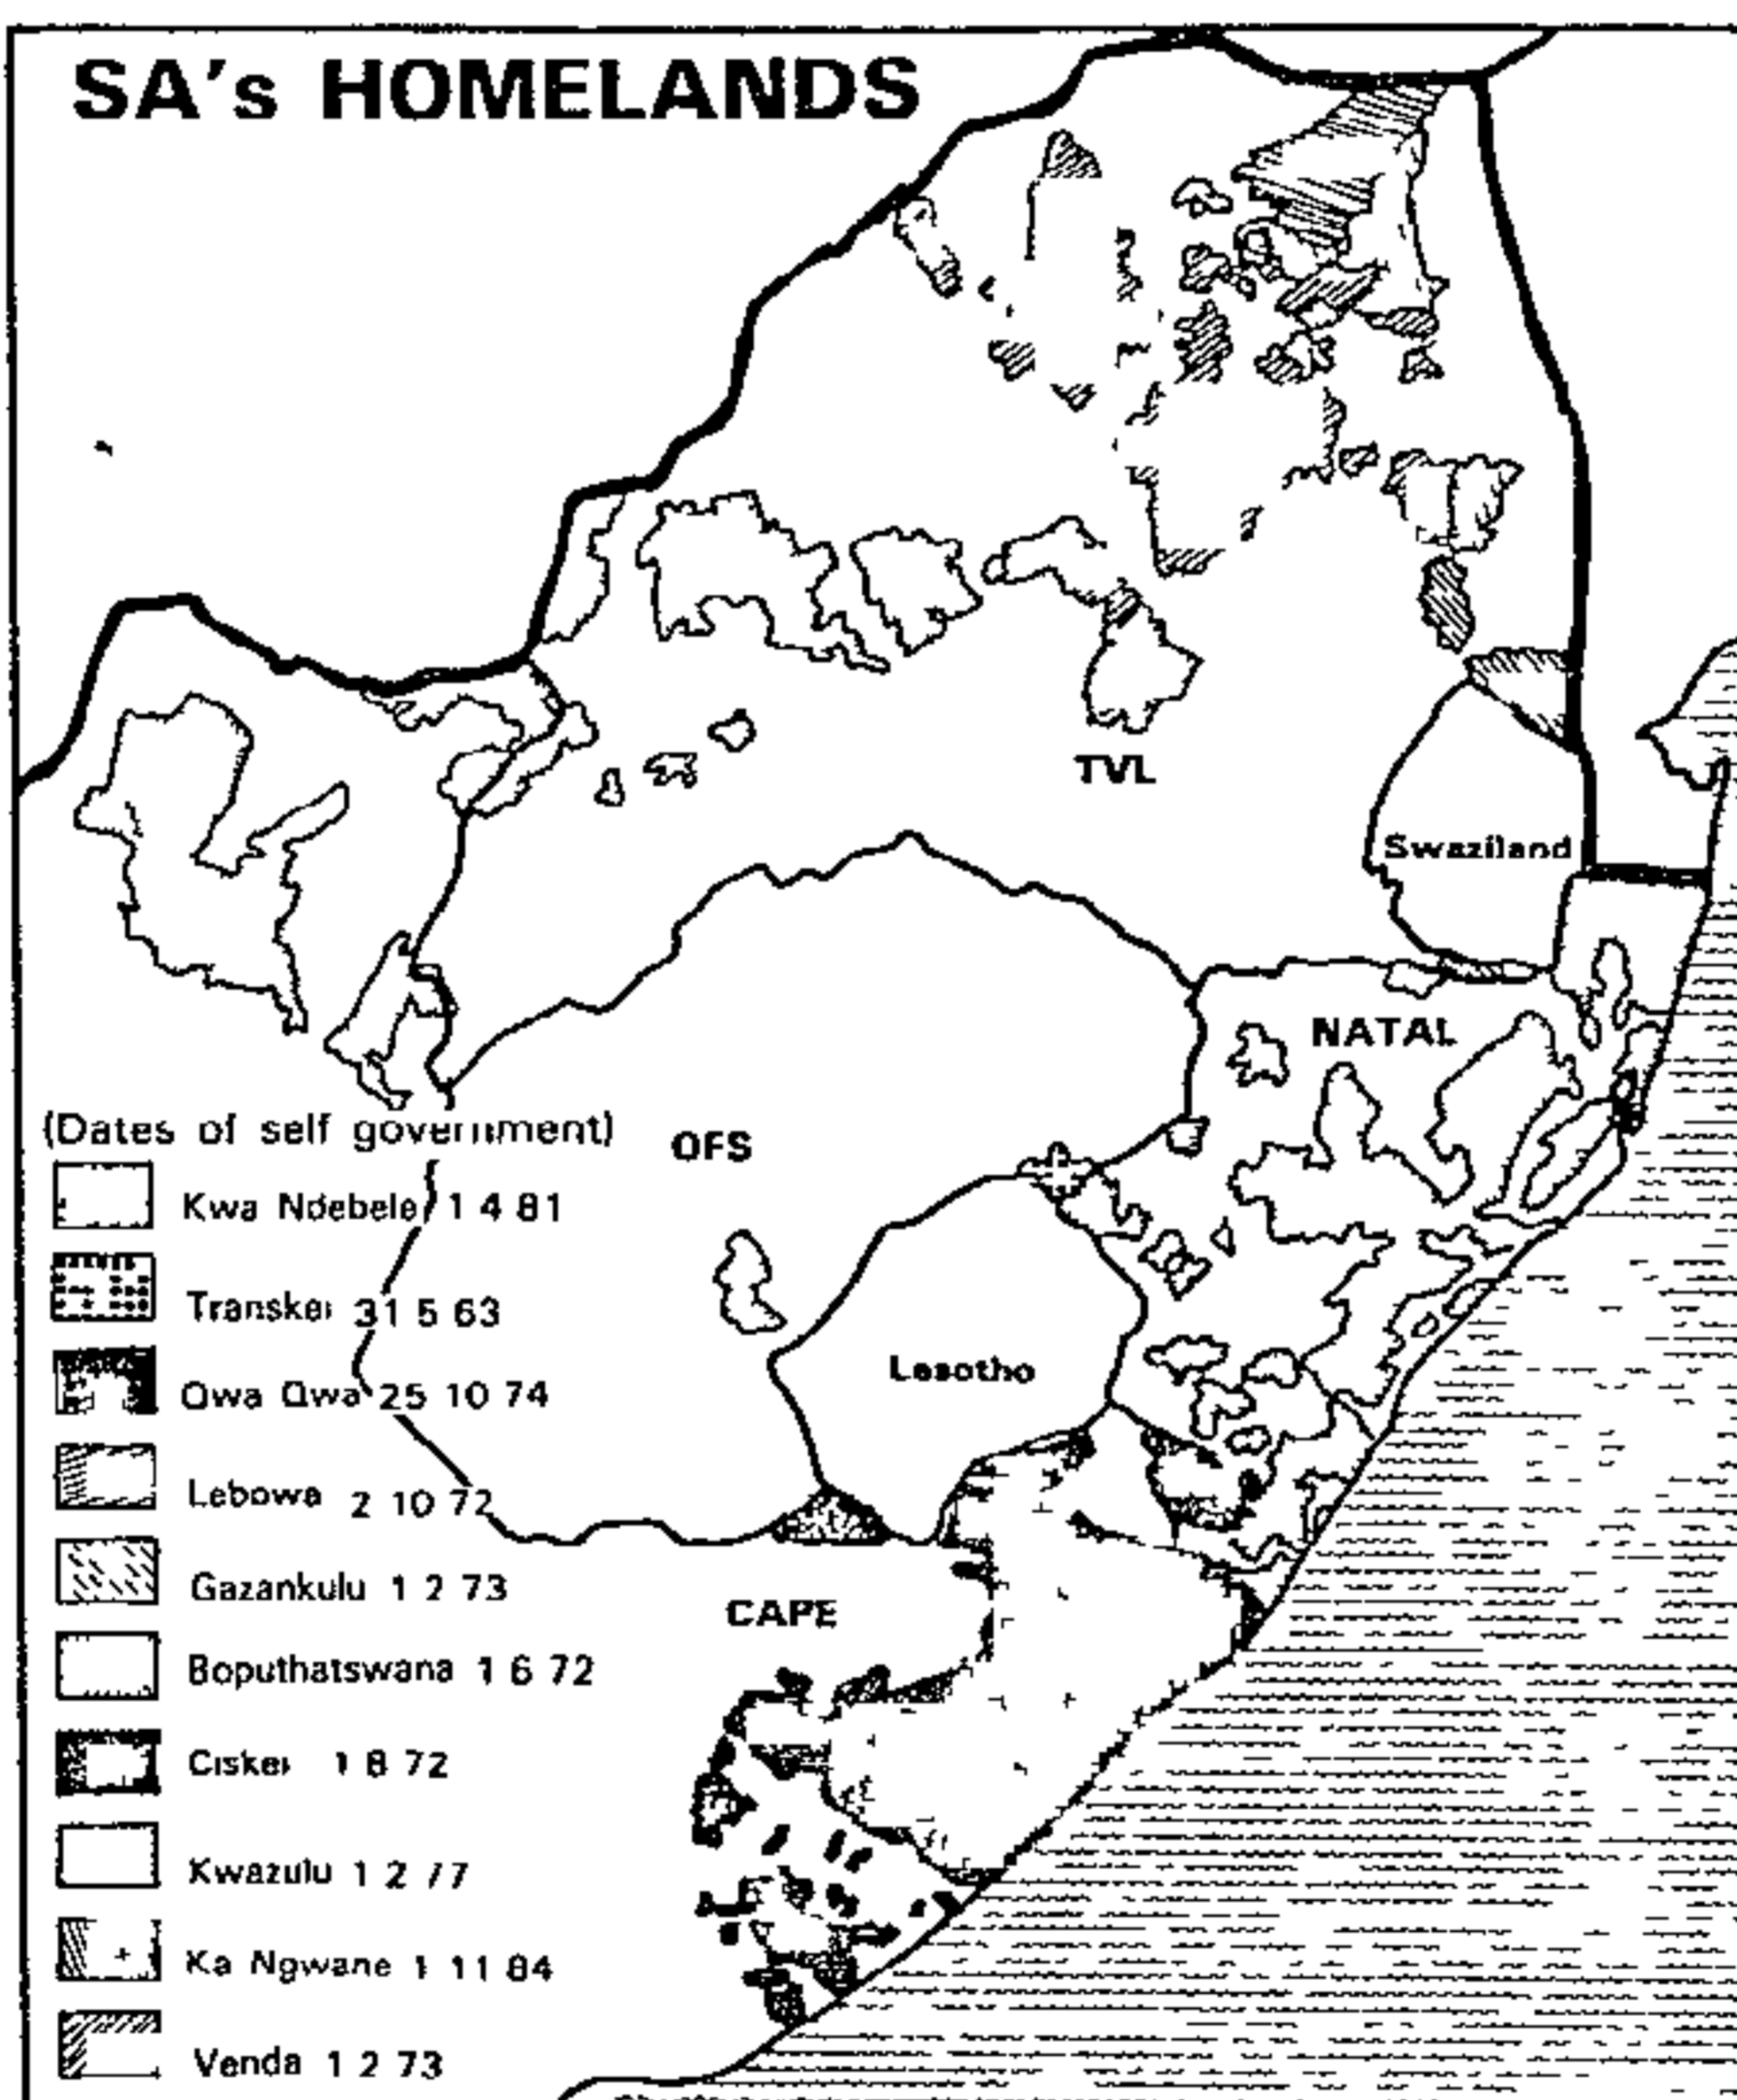 SA's HOMELANDS
TVL
Swaziland
NATAL
(Dates of self government)
OFS
Kwa Ndebele 1 4 81
Transkei 31 5 63
Lesotho
Qwa Qwa 25 10 74
Lebowa 2 10 72
Gazankulu 1 2 73
CAPE
Boputhatswana 1 6 72
Ciskei 1 8 72
Kwazulu 1 2 77
Ka Ngwane 1 11 84
Venda 1 2 73